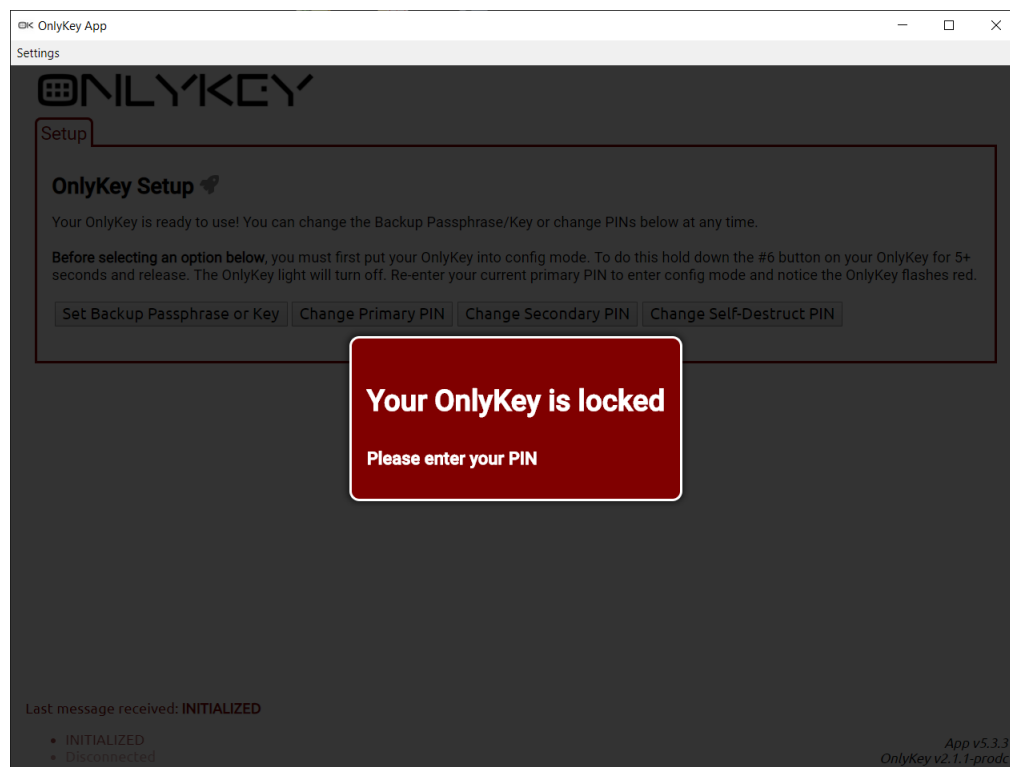 OnlyKey App
Settings
ONLYKEY
Setup
OnlyKey Setup
Your OnlyKey is ready to use! You can change the Backup Passphrase/Key or change PINs below at any time.
Before selecting an option below, you must first put your OnlyKey into config mode. To do this hold down the #6 button on your OnlyKey for 5+
seconds and release. The OnlyKey light will turn off. Re-enter your current primary PIN to enter config mode and notice the OnlyKey flashes red.
Set Backup Passphrase or Key Change Primary PIN Change Secondary PIN Change Self-Destruct PIN
Your OnlyKey is locked
Please enter your PIN
Last message received: INITIALIZED
• INITIALIZED
• Disconnected
App v5.3.3
OnlyKey v2.1.1-prodc